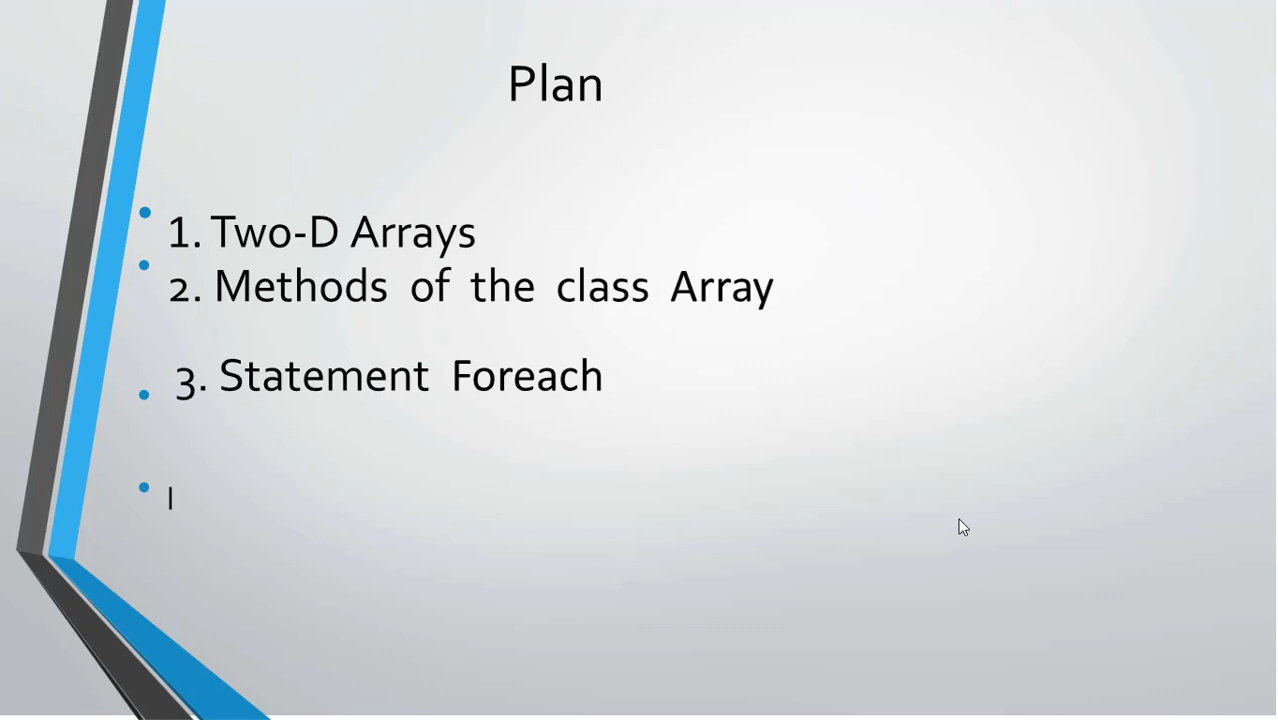 Plan
• 1. Two-D Arrays
• 2. Methods of the class Array
• 3. Statement Foreach
• l